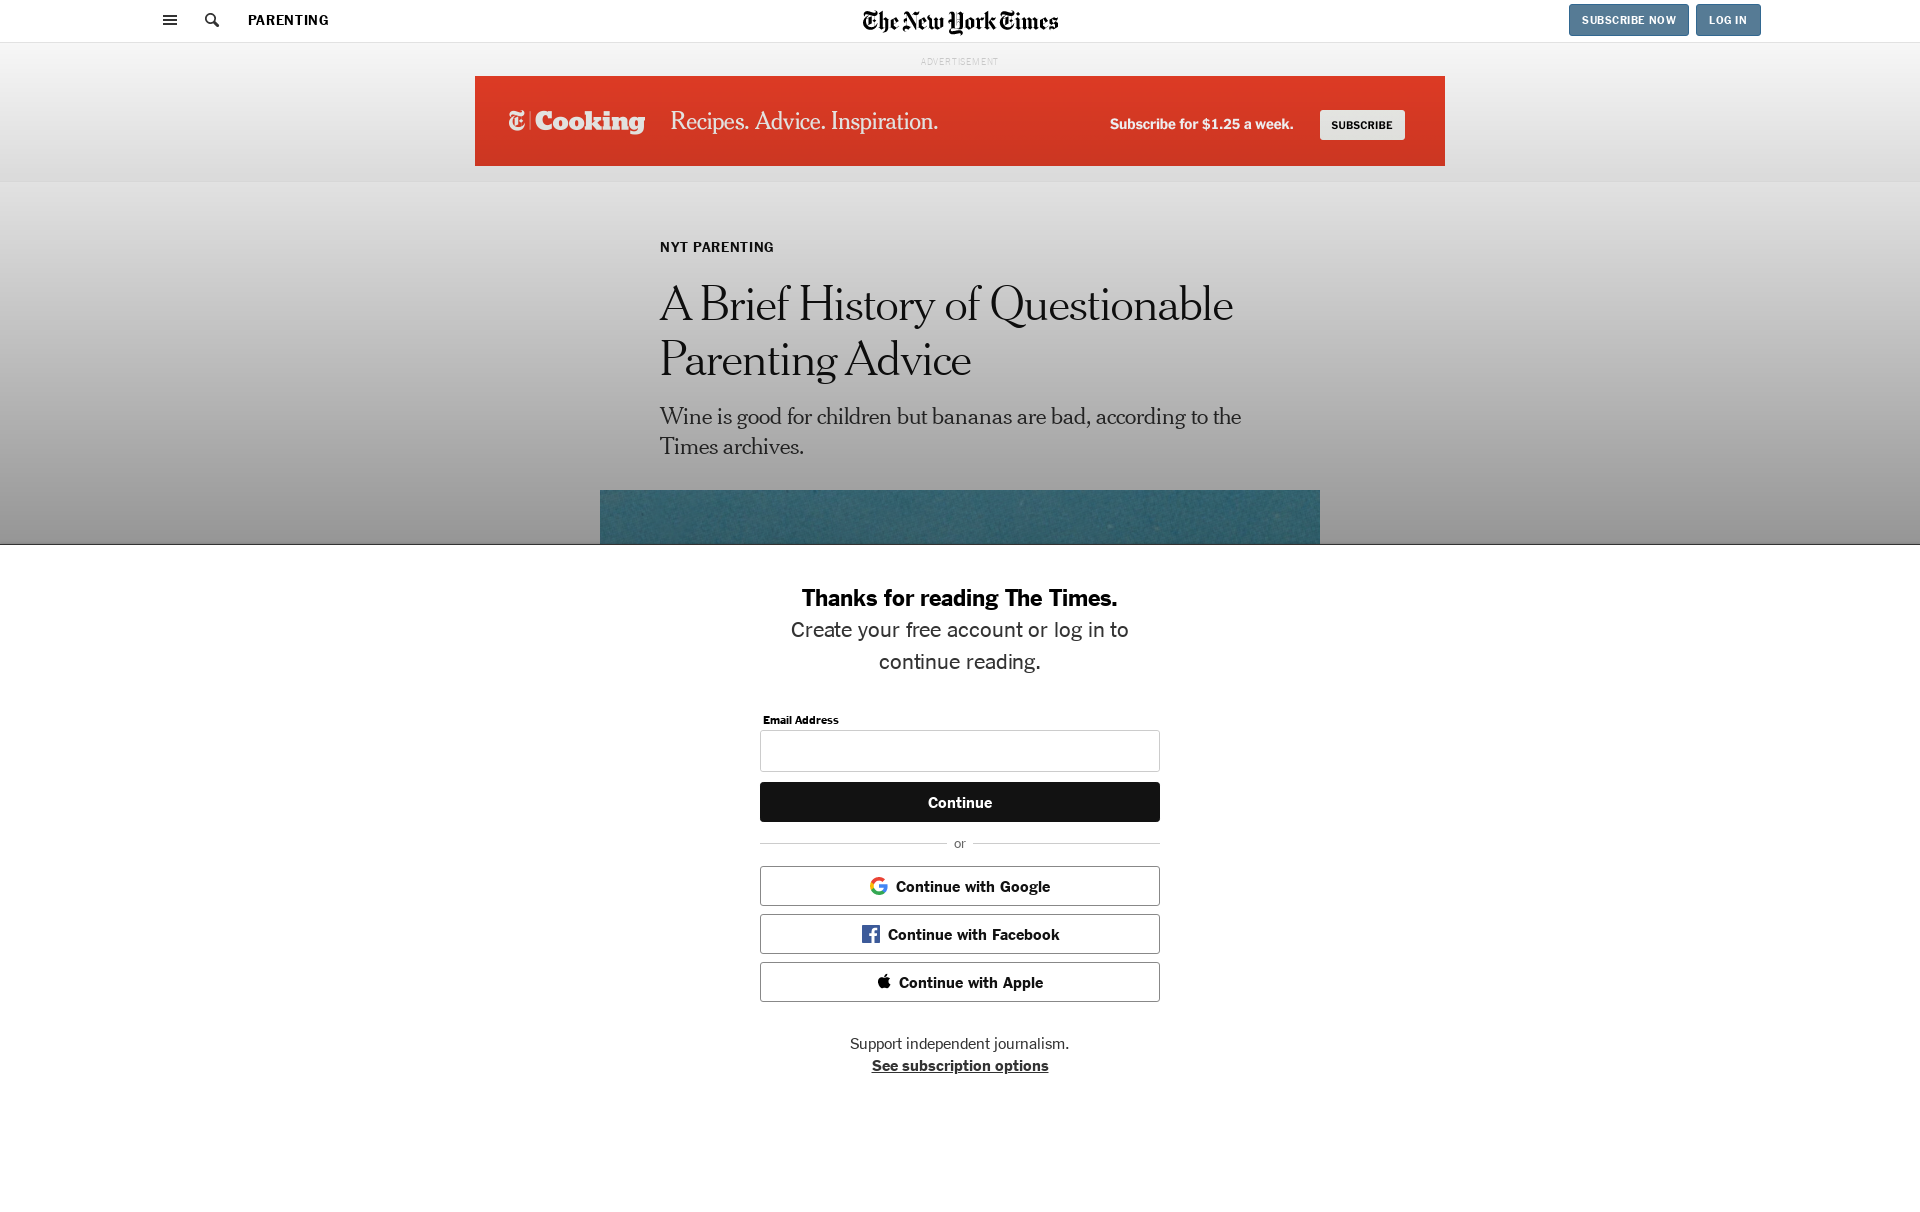 PARENTING
The New York Times
SUBSCRIBE NOW
LOG IN
ADVERTISEMENT
T Cooking
Recipes. Advice. Inspiration.
Subscribe for $1.25 a week.
SUBSCRIBE
NYT PARENTING
A Brief History of Questionable
Parenting Advice
Wine is good for children but bananas are bad, according to the
Times archives.
Thanks for reading The Times.
Create your free account or log in to
continue reading.
Email Address
Continue
or
Continue with Google
Continue with Facebook
Continue with Apple
Support independent journalism.
See subscription options